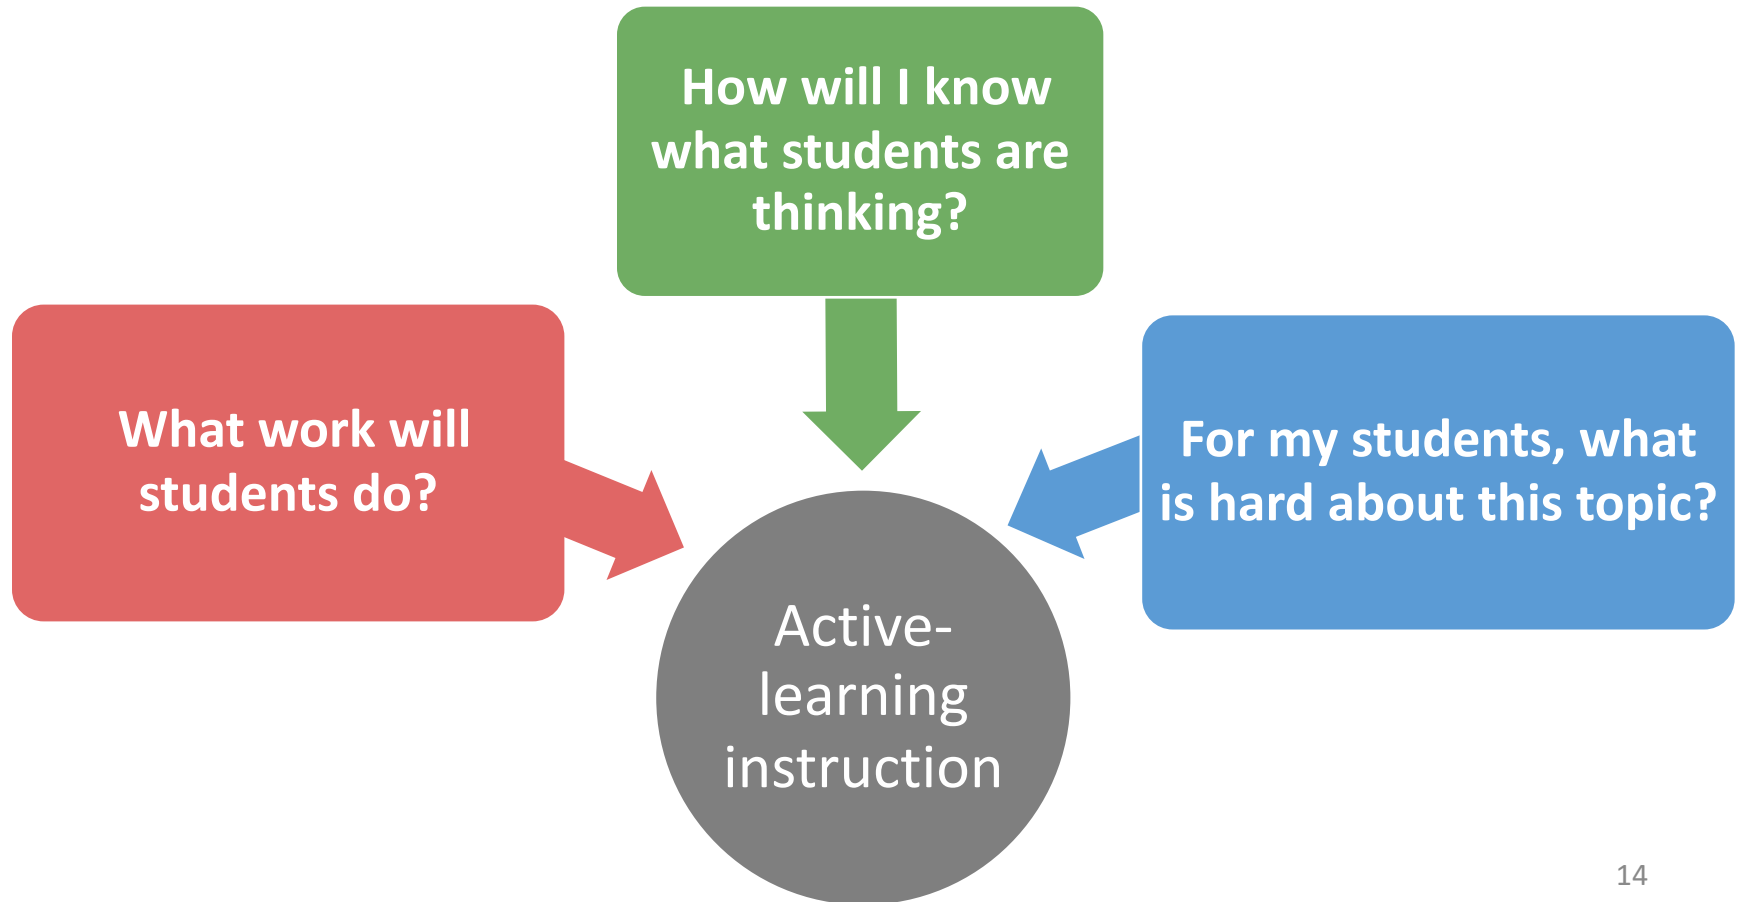 How will I know
what students are
thinking?
What work will
students do?
For my students, what
is hard about this topic?
Active-
learning
instruction
14